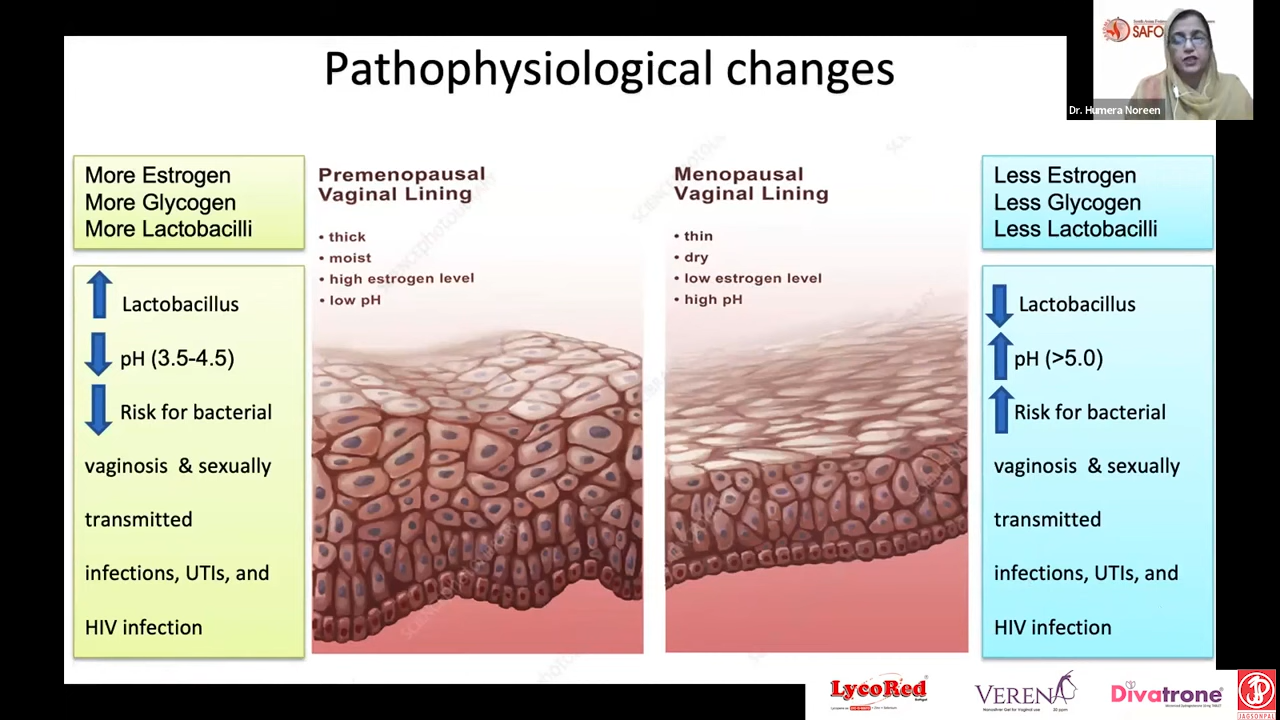 Pathophysiological changes
SAFO
Dr. Humera Noreen
More Estrogen
More Glycogen
More Lactobacilli
Lactobacillus
pH (3.5-4.5)
Risk for bacterial
vaginosis & sexually
transmitted
infections, UTIs, and
HIV infection
Premenopausal
Vaginal Lining
• thick
• moist
• high estrogen level
• low pH
Menopausal
Vaginal Lining
• thin
• dry
• low estrogen level
• high pH
Less Estrogen
Less Glycogen
Less Lactobacilli
Lactobacillus
pH (>5.0)
Risk for bacterial
vaginosis & sexually
transmitted
infections, UTIs, and
HIV infection
LycoRed
VERENA
Divatrone
JAGSONPAL